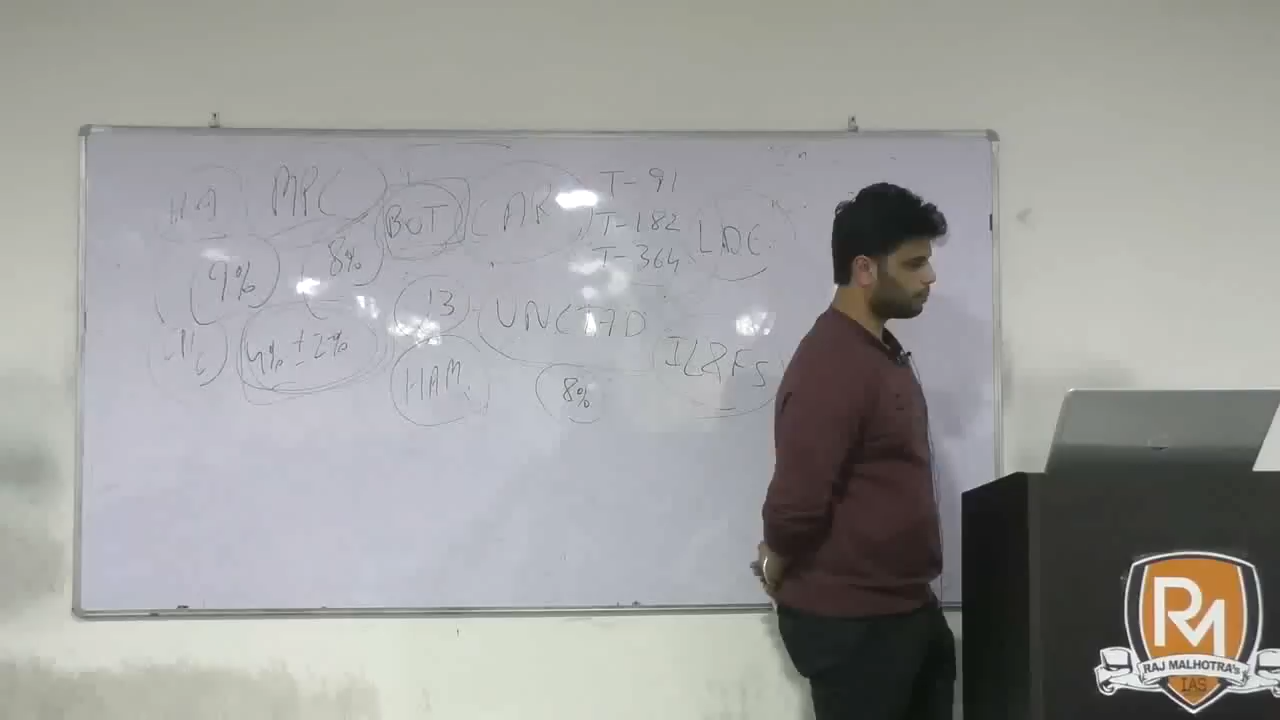 MPC BOT T-91
T-182 LDC
T-364
9% 8%
13 UNCTAD
4% ± 2% IL&FS
HAM 8%
RM
RAJ MALHOTRA's
IAS